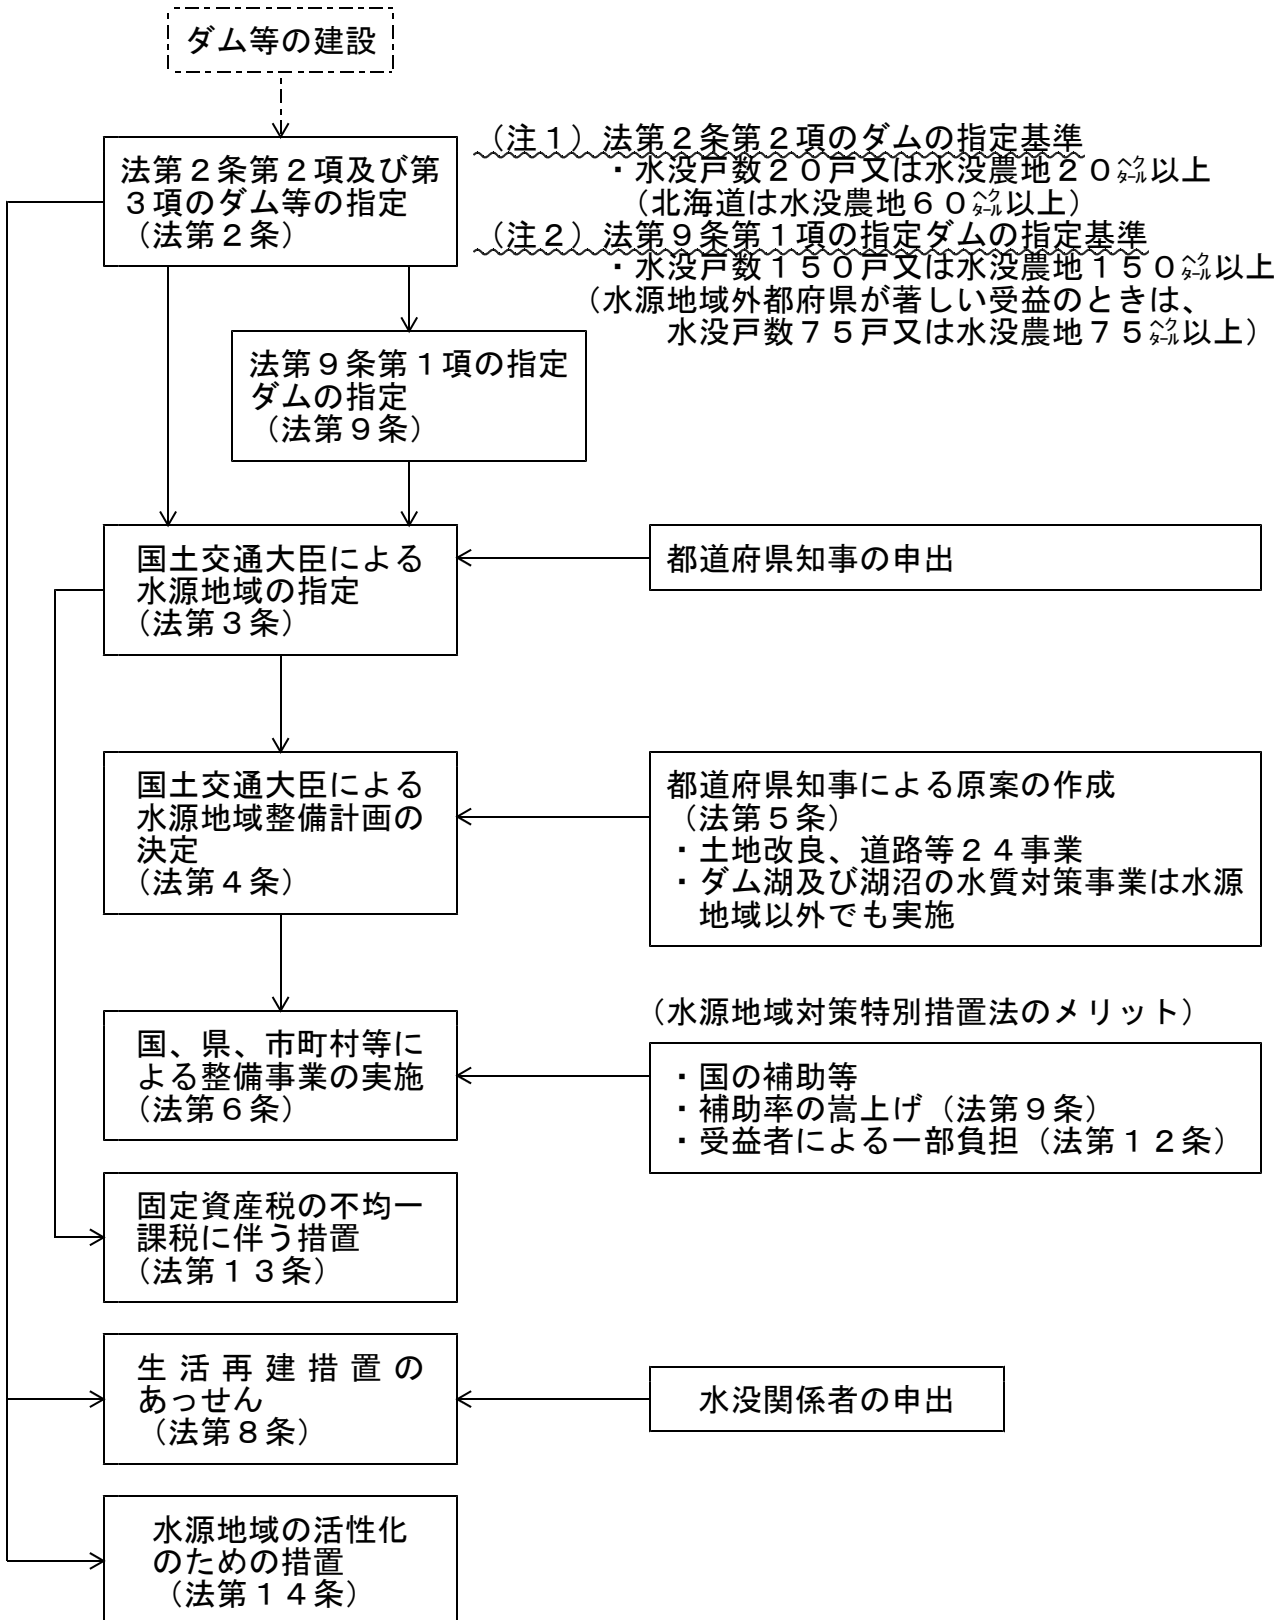 ダム等の建設
法第２条第２項及び第
３項のダム等の指定
（法第２条）
（注１）法第２条第２項のダムの指定基準
・水没戸数２０戸又は水没農地２０㌶以上
（北海道は水没農地６０㌶以上）
（注２）法第９条第１項の指定ダムの指定基準
・水没戸数１５０戸又は水没農地１５０㌶以上
（水源地域外都府県が著しい受益のときは、
水没戸数７５戸又は水没農地７５㌶以上）
法第９条第１項の指定
ダムの指定
（法第９条）
国土交通大臣による
水源地域の指定
（法第３条）
都道府県知事の申出
国土交通大臣による
水源地域整備計画の
決定
（法第４条）
都道府県知事による原案の作成
（法第５条）
・土地改良、道路等２４事業
・ダム湖及び湖沼の水質対策事業は水源
地域以外でも実施
国、県、市町村等に
よる整備事業の実施
（法第６条）
（水源地域対策特別措置法のメリット）
・国の補助等
・補助率の嵩上げ（法第９条）
・受益者による一部負担（法第１２条）
固定資産税の不均一
課税に伴う措置
（法第１３条）
生活再建措置の
あっせん
（法第８条）
水没関係者の申出
水源地域の活性化
のための措置
（法第１４条）